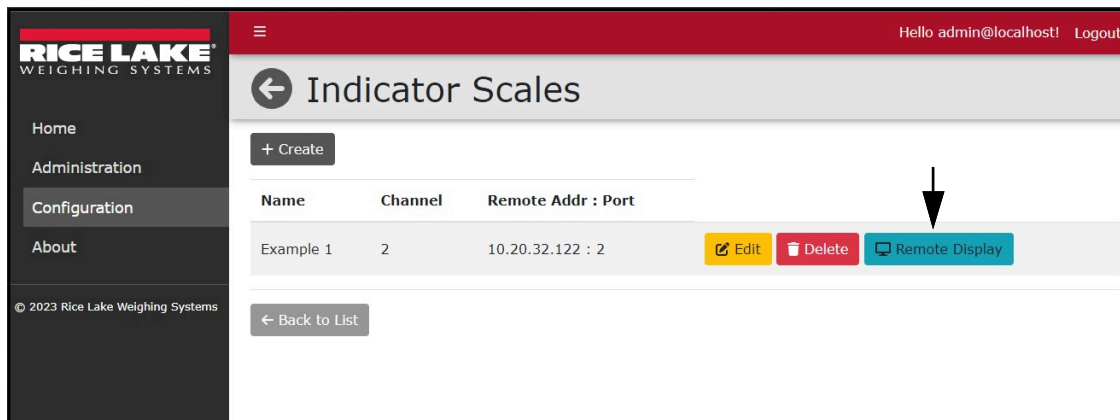 RICE LAKE®
WEIGHING SYSTEMS
Home
Administration
Configuration
About
© 2023 Rice Lake Weighing Systems
Hello admin@localhost! Logout
Indicator Scales
+ Create
Name Channel Remote Addr : Port
Example 1 2 10.20.32.122 : 2 Edit Delete Remote Display
← Back to List